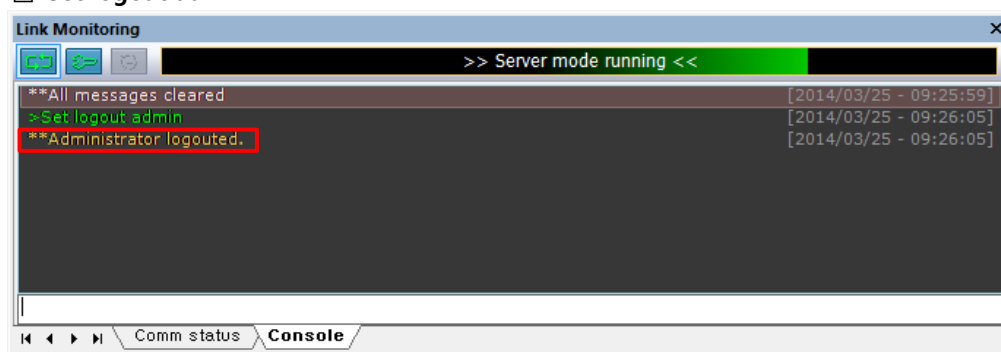 Link Monitoring
>> Server mode running <<
**All messages cleared [2014/03/25 - 09:25:59]
>Set logout admin [2014/03/25 - 09:26:05]
**Administrator logouted. [2014/03/25 - 09:26:05]
Comm status Console